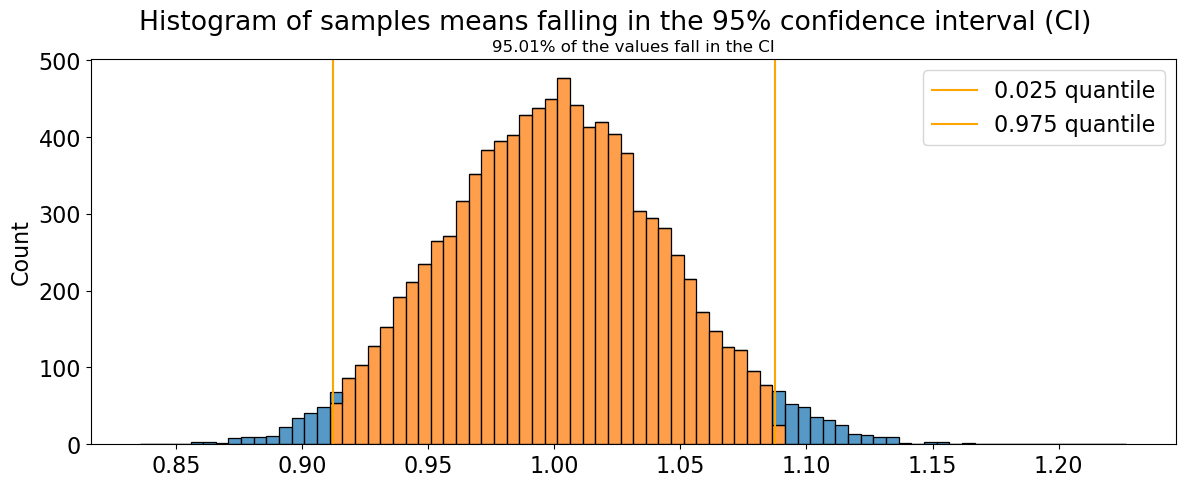 Histogram of samples means falling in the 95% confidence interval (CI)
95.01% of the values fall in the CI
0.025 quantile
0.975 quantile
Count
500
400
300
200
100
0
0.85 0.90 0.95 1.00 1.05 1.10 1.15 1.20